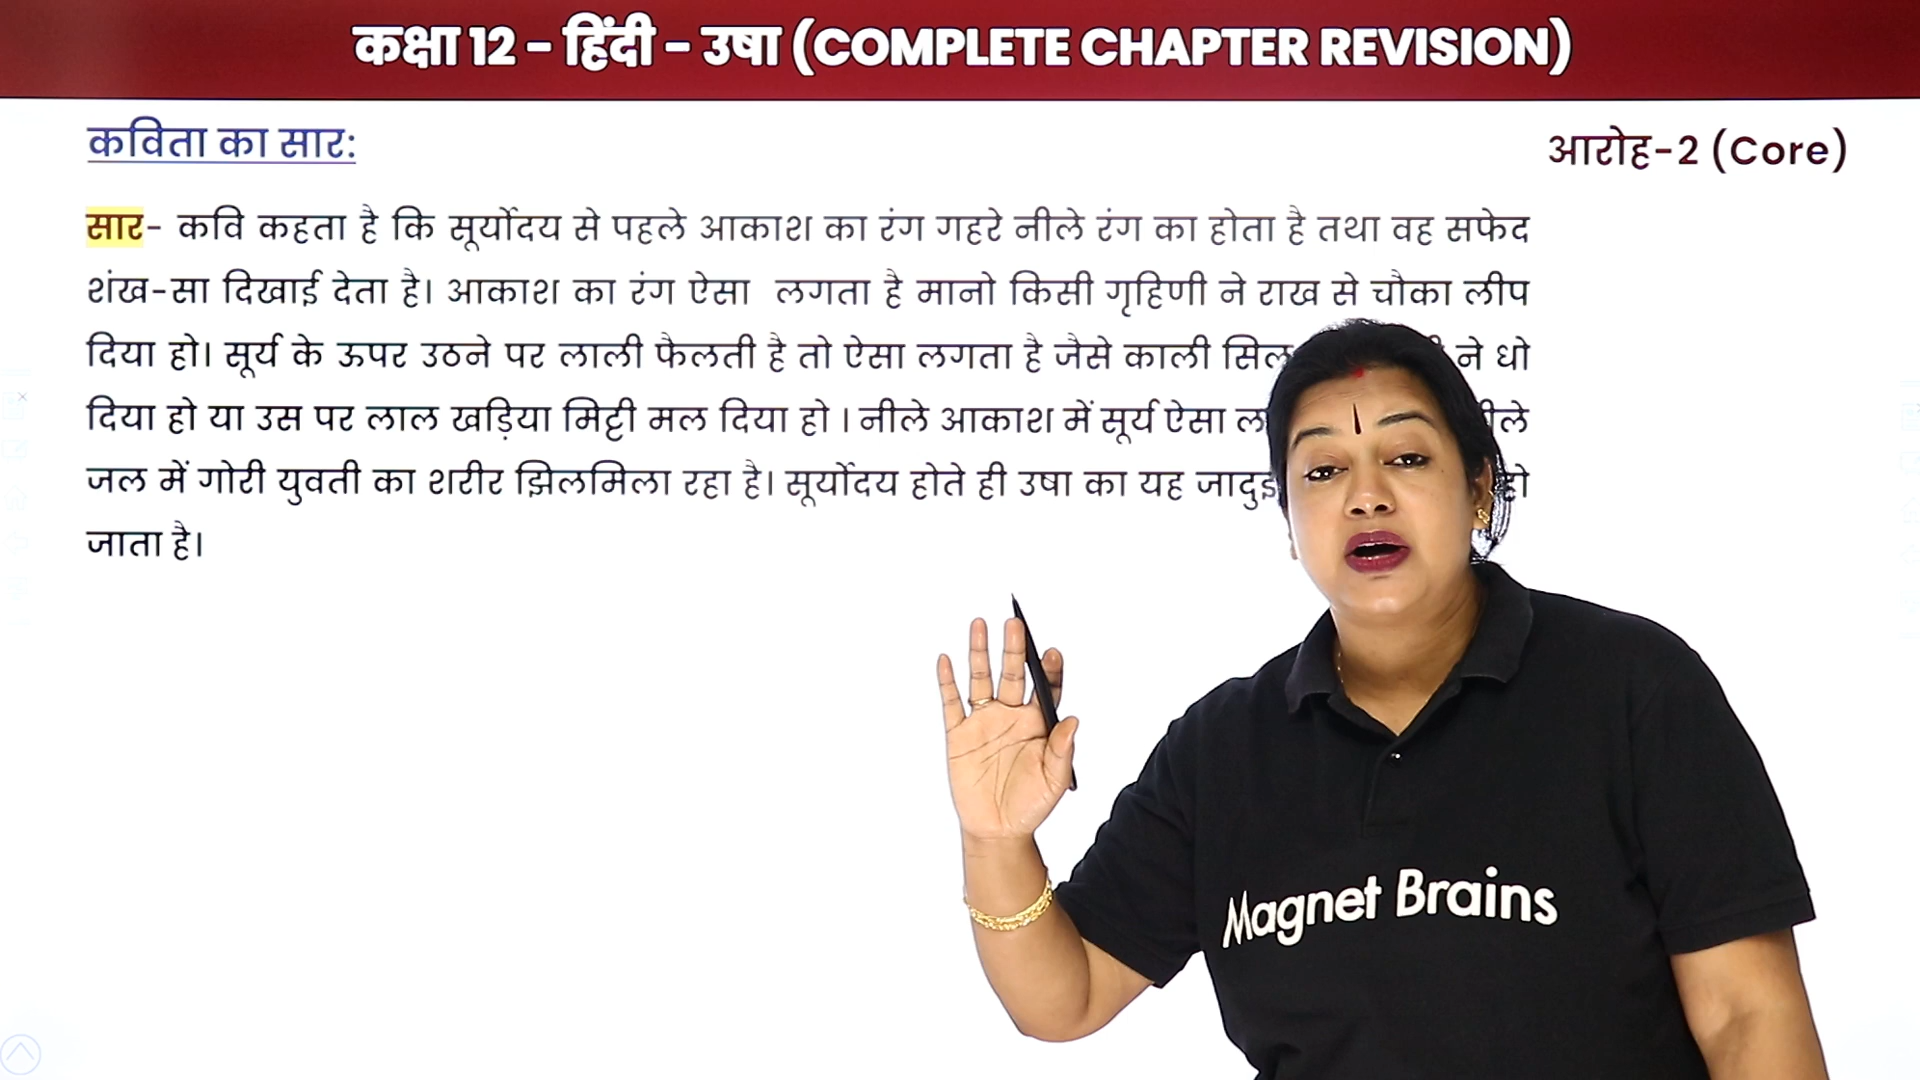 कक्षा 12 - हिंदी - उषा (COMPLETE CHAPTER REVISION)
कविता का सार:
आरोह-2 (Core)
सार- कवि कहता है कि सूर्योदय से पहले आकाश का रंग गहरे नीले रंग का होता है तथा वह सफेद
शंख-सा दिखाई देता है। आकाश का रंग ऐसा लगता है मानो किसी गृहिणी ने राख से चौका लीप
दिया हो। सूर्य के ऊपर उठने पर लाली फैलती है तो ऐसा लगता है जैसे काली ने धो
दिया हो या उस पर लाल खड़िया मिट्टी मल दिया हो । नीले आकाश में सूर्य ऐसा
जल में गोरी युवती का शरीर झिलमिला रहा है। सूर्योदय होते ही उषा का यह
जाता है।
Magnet Brains